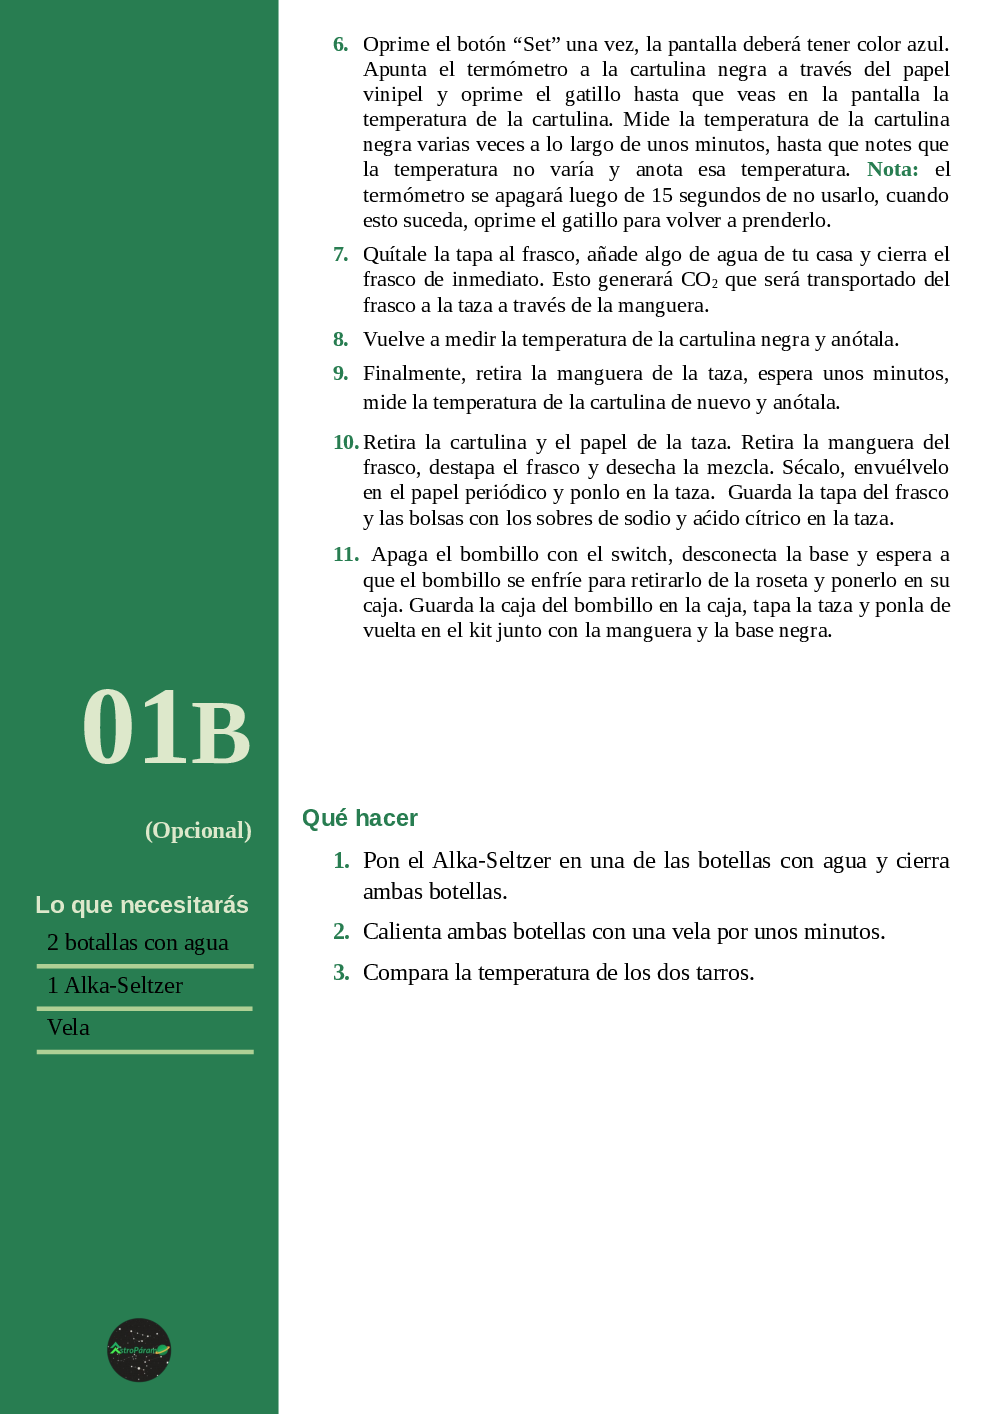 6. Oprime el botón “Set” una vez, la pantalla deberá tener color azul.
Apunta el termómetro a la cartulina negra a través del papel
vinipel y oprime el gatillo hasta que veas en la pantalla la
temperatura de la cartulina. Mide la temperatura de la cartulina
negra varias veces a lo largo de unos minutos, hasta que notes que
la temperatura no varía y anota esa temperatura. Nota: el
termómetro se apagará luego de 15 segundos de no usarlo, cuando
esto suceda, oprime el gatillo para volver a prenderlo.
7. Quítale la tapa al frasco, añade algo de agua de tu casa y cierra el
frasco de inmediato. Esto generará CO₂ que será transportado del
frasco a la taza a través de la manguera.
8. Vuelve a medir la temperatura de la cartulina negra y anótala.
9. Finalmente, retira la manguera de la taza, espera unos minutos,
mide la temperatura de la cartulina de nuevo y anótala.
10. Retira la cartulina y el papel de la taza. Retira la manguera del
frasco, destapa el frasco y desecha la mezcla. Sécalo, envuélvelo
en el papel periódico y ponlo en la taza. Guarda la tapa del frasco
y las bolsas con los sobres de sodio y aćido cítrico en la taza.
11. Apaga el bombillo con el switch, desconecta la base y espera a
que el bombillo se enfríe para retirarlo de la roseta y ponerlo en su
caja. Guarda la caja del bombillo en la caja, tapa la taza y ponla de
vuelta en el kit junto con la manguera y la base negra.
01B
(Opcional)
Lo que necesitarás
2 botallas con agua
1 Alka-Seltzer
Vela
Qué hacer
1. Pon el Alka-Seltzer en una de las botellas con agua y cierra
ambas botellas.
2. Calienta ambas botellas con una vela por unos minutos.
3. Compara la temperatura de los dos tarros.